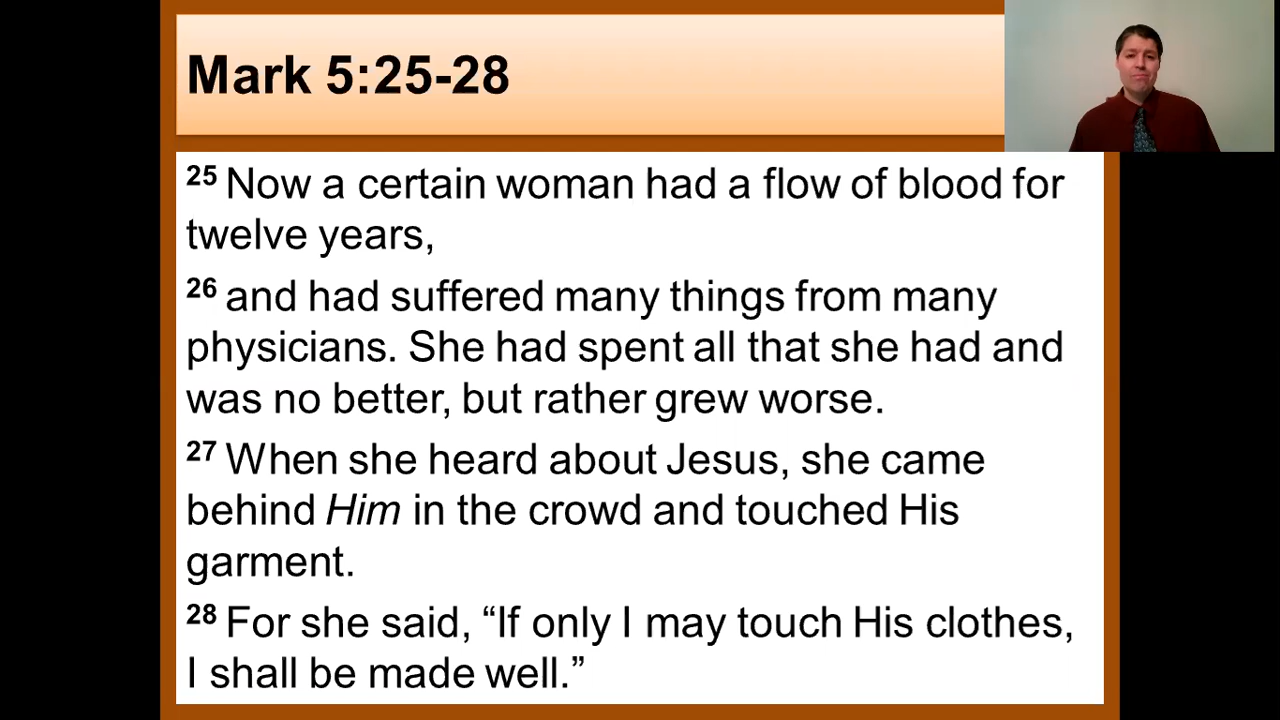 Mark 5:25-28
25 Now a certain woman had a flow of blood for
twelve years,
26 and had suffered many things from many
physicians. She had spent all that she had and
was no better, but rather grew worse.
27 When she heard about Jesus, she came
behind Him in the crowd and touched His
garment.
28 For she said, “If only I may touch His clothes,
I shall be made well.”